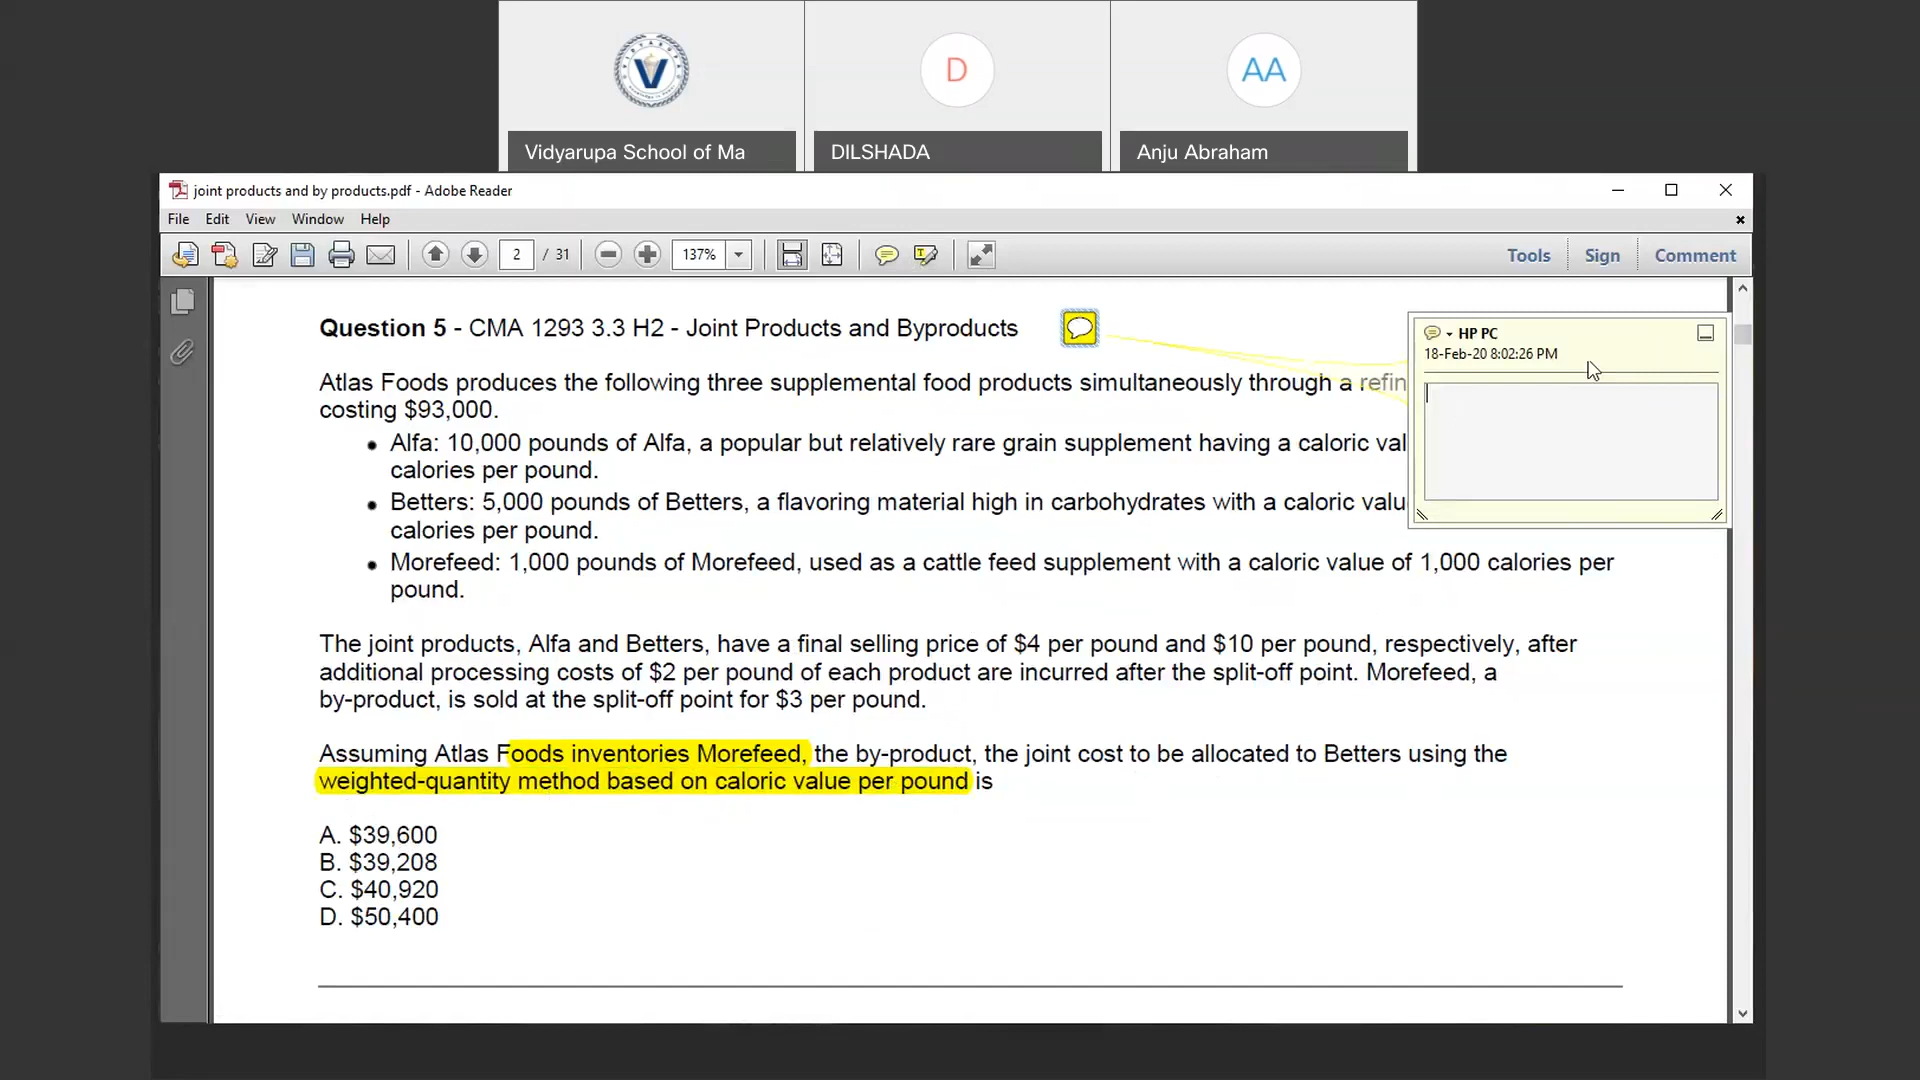 V
D
AA
Vidyarupa School of Ma
DILSHADA
Anju Abraham
joint products and by products.pdf - Adobe Reader
File Edit View Window Help
2 / 31 137% Tools Sign Comment
Question 5 - CMA 1293 3.3 H2 - Joint Products and Byproducts
HP PC
18-Feb-20 8:02:26 PM
Atlas Foods produces the following three supplemental food products simultaneously through a refin
costing $93,000.
Alfa: 10,000 pounds of Alfa, a popular but relatively rare grain supplement having a caloric val
calories per pound.
Betters: 5,000 pounds of Betters, a flavoring material high in carbohydrates with a caloric valu
calories per pound.
Morefeed: 1,000 pounds of Morefeed, used as a cattle feed supplement with a caloric value of 1,000 calories per
pound.
The joint products, Alfa and Betters, have a final selling price of $4 per pound and $10 per pound, respectively, after
additional processing costs of $2 per pound of each product are incurred after the split-off point. Morefeed, a
by-product, is sold at the split-off point for $3 per pound.
Assuming Atlas Foods inventories Morefeed, the by-product, the joint cost to be allocated to Betters using the
weighted-quantity method based on caloric value per pound is
A. $39,600
B. $39,208
C. $40,920
D. $50,400